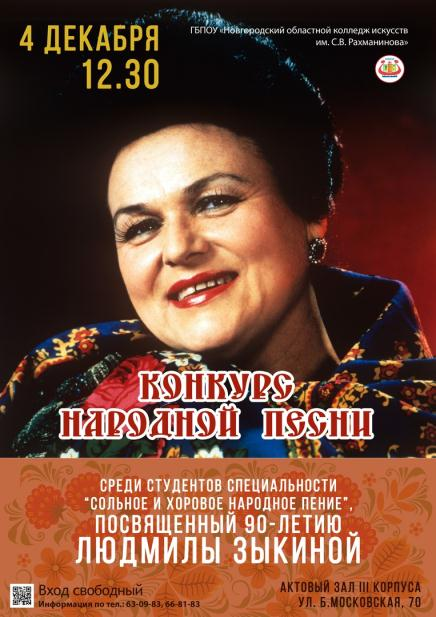 4 ДЕКАБРЯ
12.30
ГБПОУ «Новгородский областной колледж искусств
им. С.В. Рахманинова»
КОНКУРС
НАРОДНОЙ ПЕСНИ
СРЕДИ СТУДЕНТОВ СПЕЦИАЛЬНОСТИ
"СОЛЬНОЕ И ХОРОВОЕ НАРОДНОЕ ПЕНИЕ",
ПОСВЯЩЕННЫЙ 90-ЛЕТИЮ
ЛЮДМИЛЫ ЗЫКИНОЙ
Вход свободный
Информация по тел.: 63-09-83, 66-81-83
АКТОВЫЙ ЗАЛ III КОРПУСА
УЛ. Б.МОСКОВСКАЯ, 70